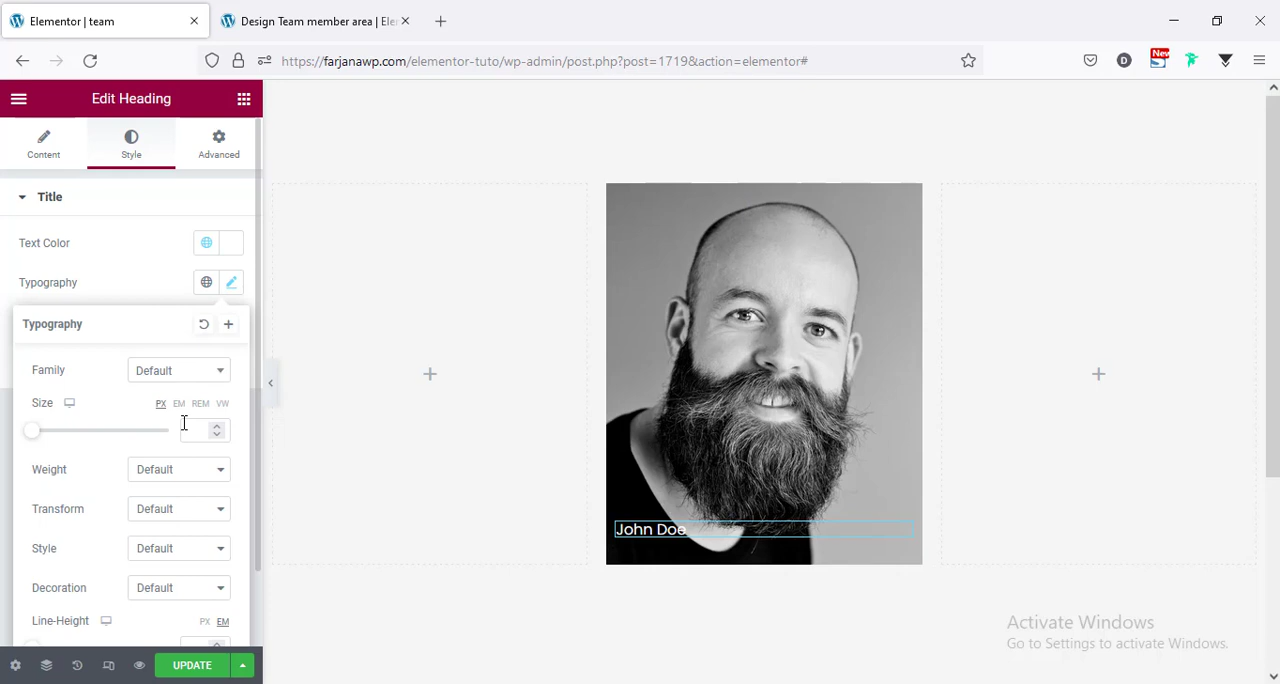 Elementor | team
Design Team member area | Ele
https://farjanawp.com/elementor-tuto/wp-admin/post.php?post=1719&action=elementor#
D
New
Edit Heading
Content
Style
Advanced
Title
Text Color
Typography
Typography
Family
Default
Size
PX EM REM VW
Weight
Default
Transform
Default
Style
Default
Decoration
Default
Line-Height
PX EM
UPDATE
John Doe
Activate Windows
Go to Settings to activate Windows.